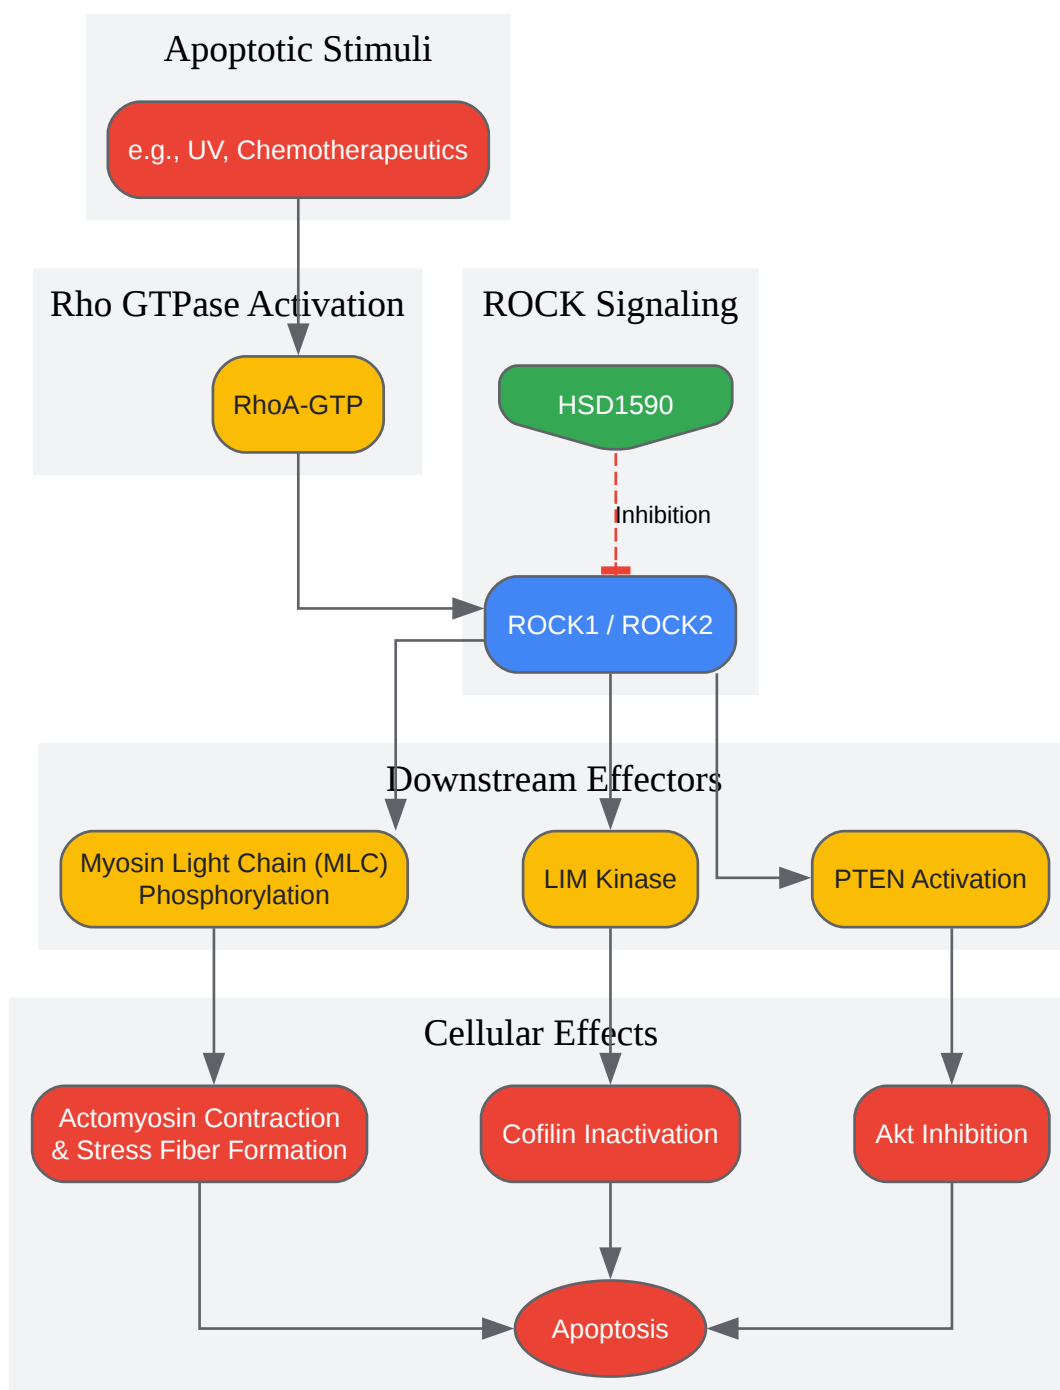 Apoptotic Stimuli
e.g., UV, Chemotherapeutics
Rho GTPase Activation
RhoA-GTP
ROCK Signaling
HSD1590
Inhibition
ROCK1 / ROCK2
Downstream Effectors
Myosin Light Chain (MLC)
Phosphorylation
LIM Kinase
PTEN Activation
Cellular Effects
Actomyosin Contraction
& Stress Fiber Formation
Cofilin Inactivation
Akt Inhibition
Apoptosis